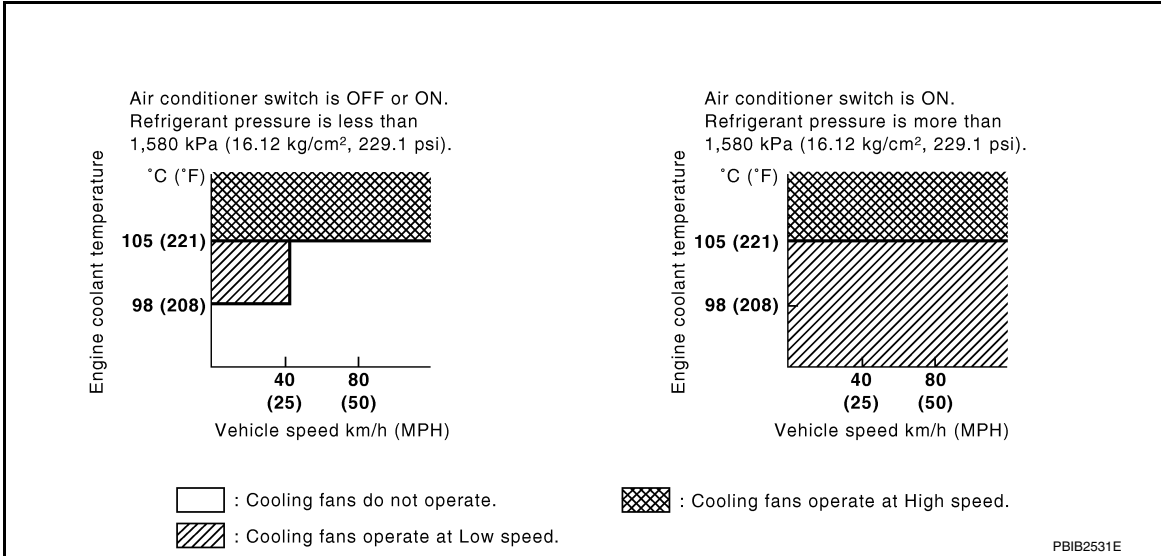 Air conditioner switch is OFF or ON.
Refrigerant pressure is less than
1,580 kPa (16.12 kg/cm², 229.1 psi).
˚C (˚F)
105 (221)
98 (208)
Engine coolant temperature
40
(25)
80
(50)
Vehicle speed km/h (MPH)
Air conditioner switch is ON.
Refrigerant pressure is more than
1,580 kPa (16.12 kg/cm², 229.1 psi).
˚C (˚F)
105 (221)
98 (208)
Engine coolant temperature
40
(25)
80
(50)
Vehicle speed km/h (MPH)
: Cooling fans do not operate.
: Cooling fans operate at Low speed.
: Cooling fans operate at High speed.
PBIB2531E